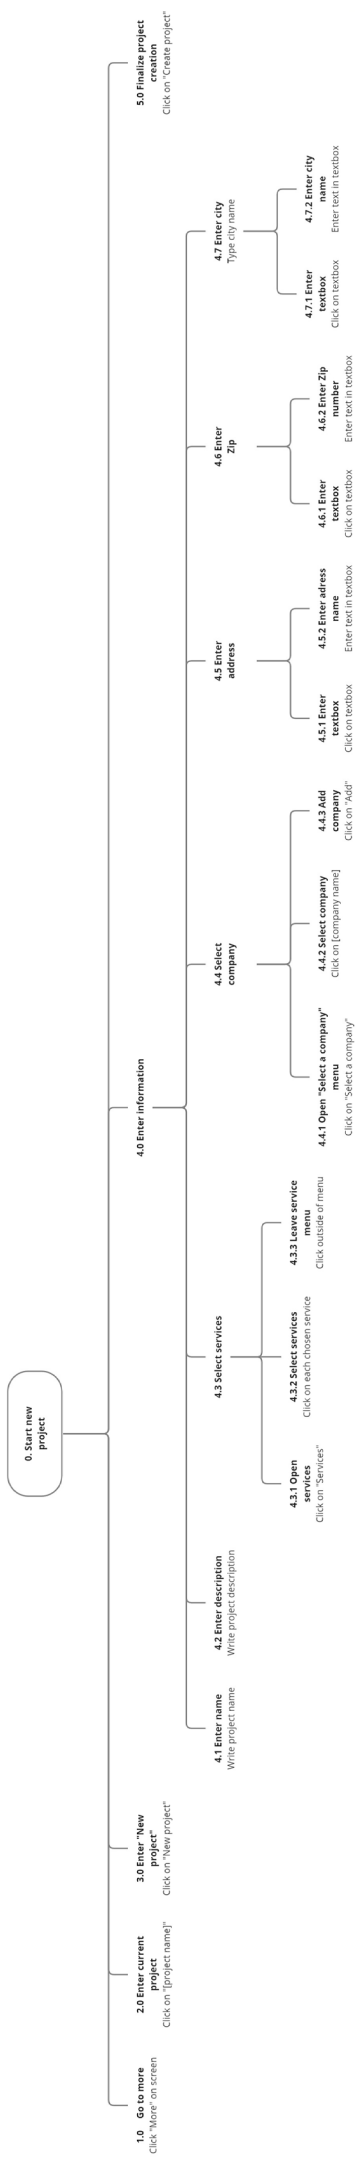 0. Start new
project
1.0 Go to more
Click "More" on screen
2.0 Enter current
project
Click on "[project name]"
3.0 Enter "New
project"
Click on "New project"
4.0 Enter information
4.1 Enter name
Write project name
4.2 Enter description
Write project description
4.3 Select services
4.3.1 Open
services
Click on "Services"
4.3.2 Select services
Click on each chosen service
4.3.3 Leave service
menu
Click outside of menu
4.4 Select
company
4.4.1 Open "Select a company"
menu
Click on "Select a company"
4.4.2 Select company
Click on [company name]
4.4.3 Add
company
Click on "Add"
4.5 Enter
address
4.5.1 Enter
textbox
Click on textbox
4.5.2 Enter adress
name
Enter text in textbox
4.6 Enter
Zip
4.6.1 Enter
textbox
Click on textbox
4.6.2 Enter Zip
number
Enter text in textbox
4.7 Enter city
Type city name
4.7.1 Enter
textbox
Click on textbox
4.7.2 Enter city
name
Enter text in textbox
5.0 Finalize project
creation
Click on "Create project"